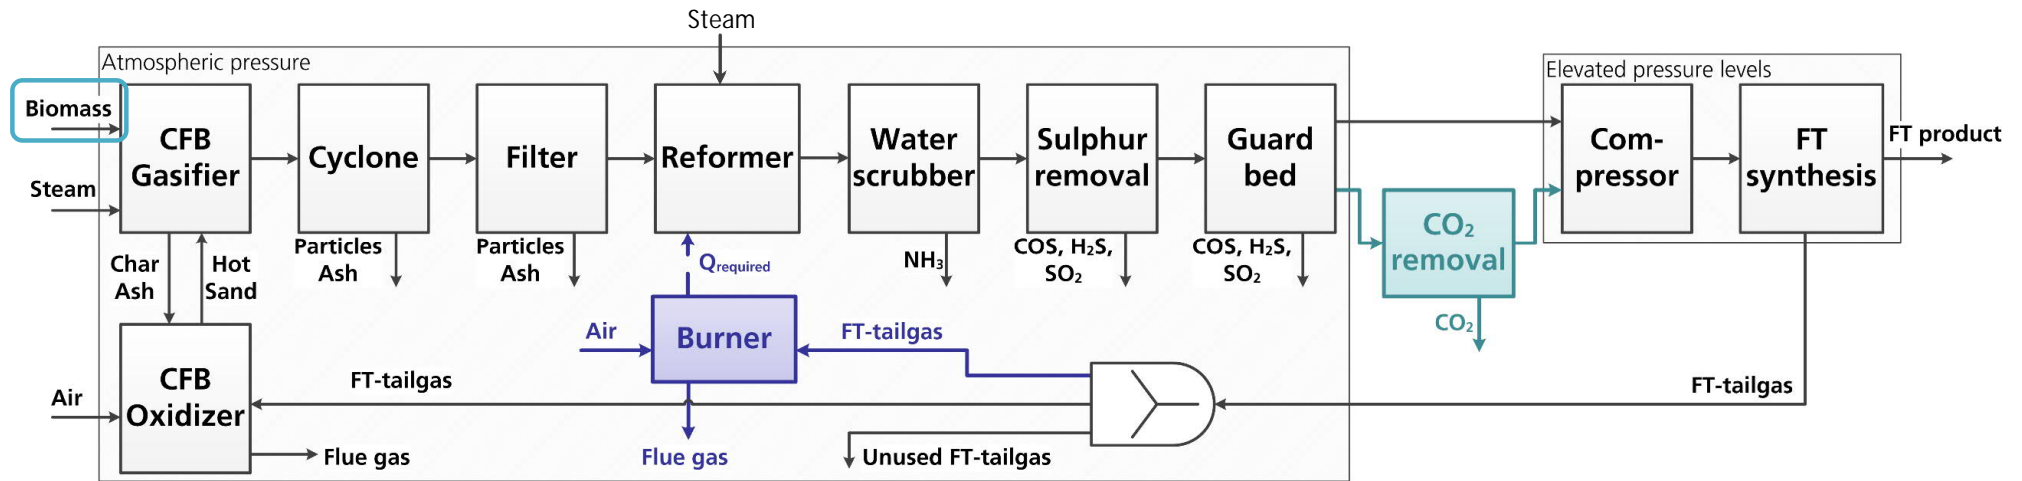 Steam
Atmospheric pressure
Elevated pressure levels
Biomass
Steam
CFB
Gasifier
Cyclone
Filter
Reformer
Water
scrubber
Sulphur
removal
Guard
bed
Com-
pressor
FT
synthesis
FT product
CO₂
removal
CO₂
Char
Ash
Hot
Sand
Particles
Ash
Particles
Ash
Qrequired
NH₃
COS, H₂S,
SO₂
COS, H₂S,
SO₂
Air
Burner
FT-tailgas
FT-tailgas
FT-tailgas
Air
CFB
Oxidizer
Flue gas
Flue gas
Unused FT-tailgas